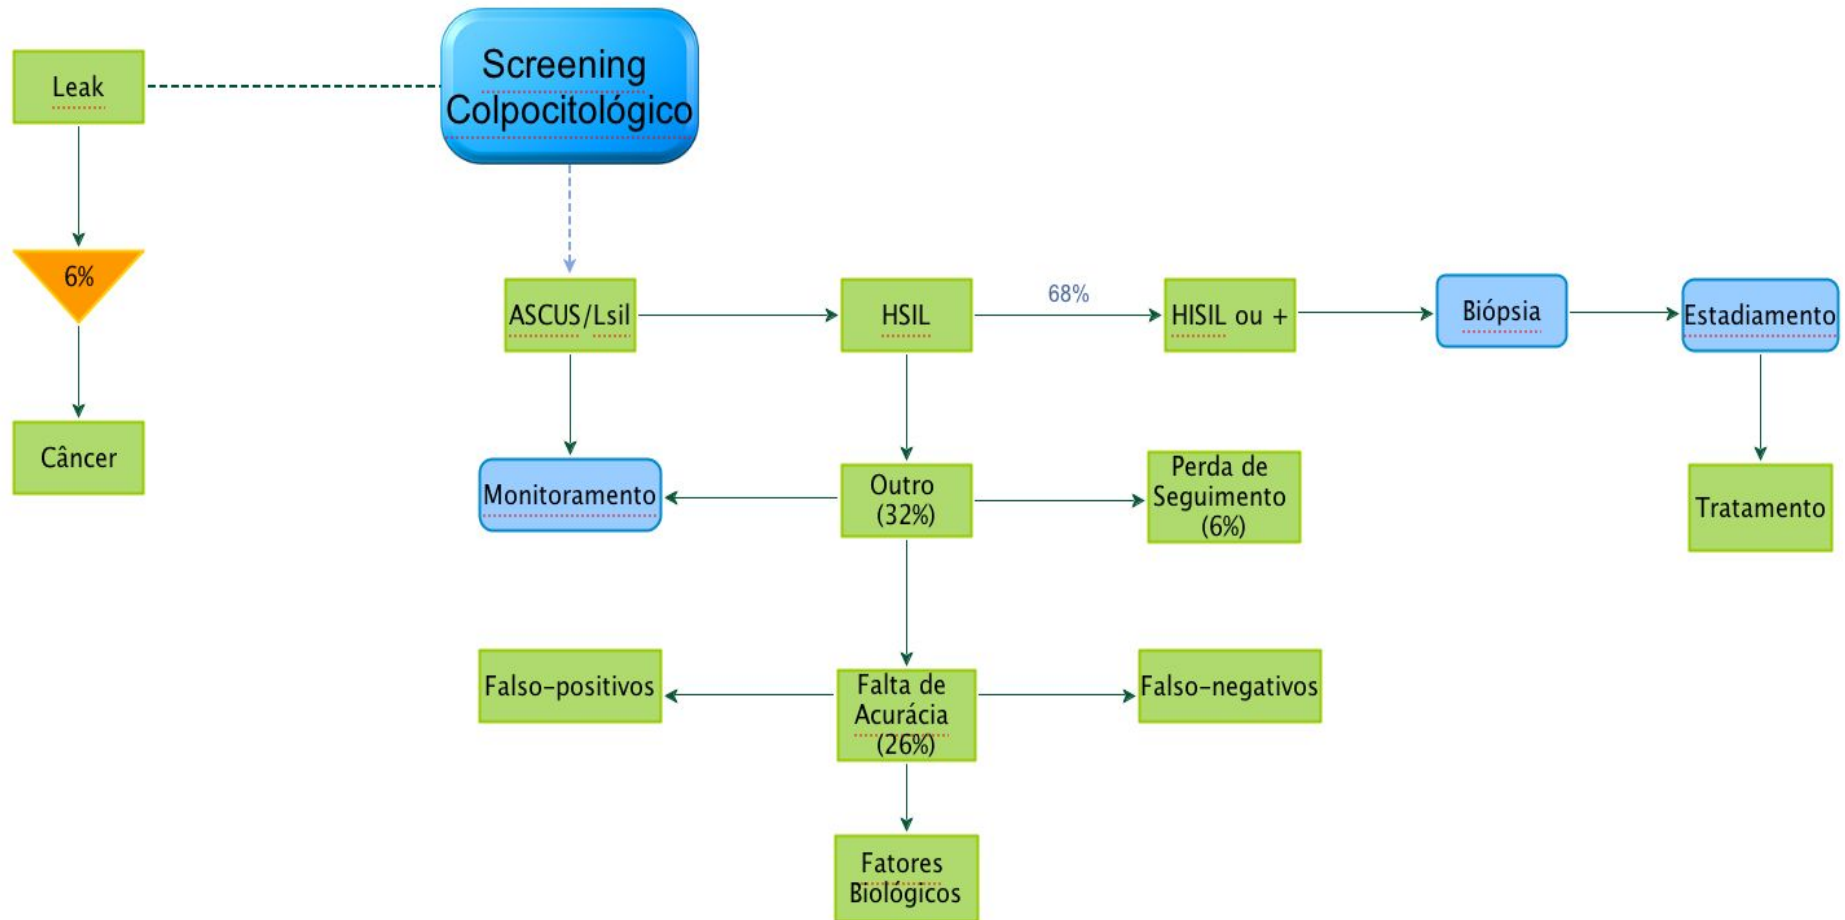 Screening
Colpocitológico
Leak
6%
Câncer
ASCUS/Lsil
HSIL
68%
HISIL ou +
Biópsia
Estadiamento
Monitoramento
Outro
(32%)
Perda de
Seguimento
(6%)
Tratamento
Falso-positivos
Falta de
Acurácia
(26%)
Falso-negativos
Fatores
Biológicos